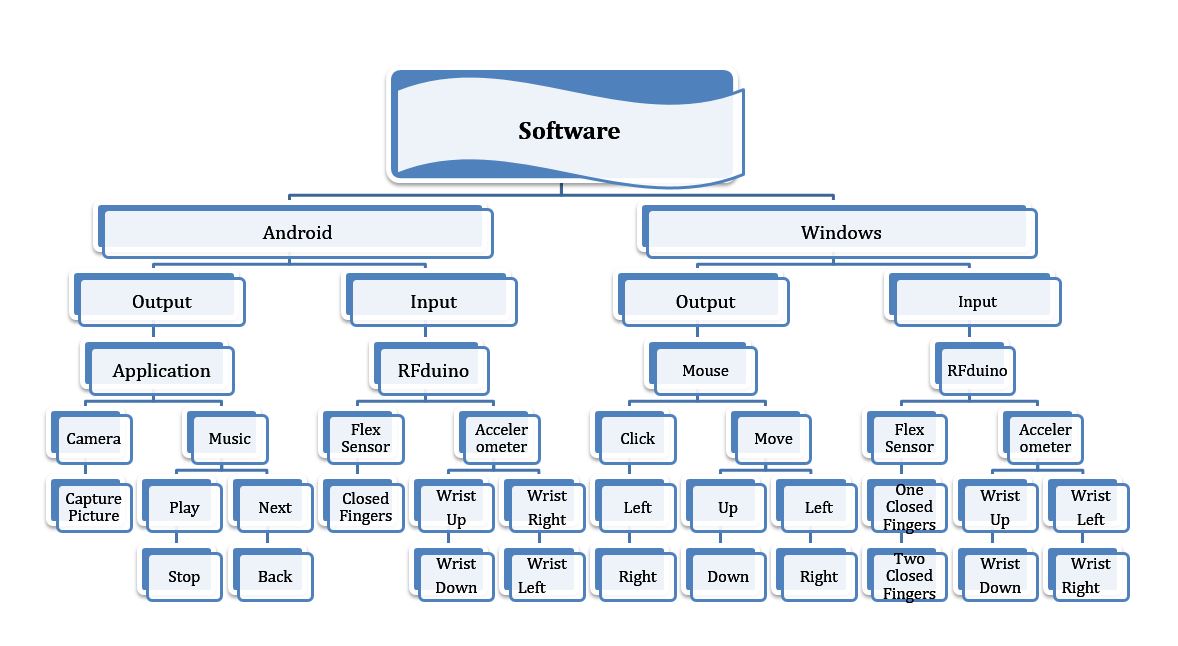 Software
Android
Windows
Output
Input
Output
Input
Application
RFduino
Mouse
RFduino
Camera
Music
Flex
Sensor
Acceler
ometer
Click
Move
Flex
Sensor
Acceler
ometer
Capture
Picture
Play
Next
Closed
Fingers
Wrist
Up
Wrist
Right
Left
Up
Left
One
Closed
Fingers
Wrist
Up
Wrist
Left
Stop
Back
Wrist
Down
Wrist
Left
Right
Down
Right
Two
Closed
Fingers
Wrist
Down
Wrist
Right